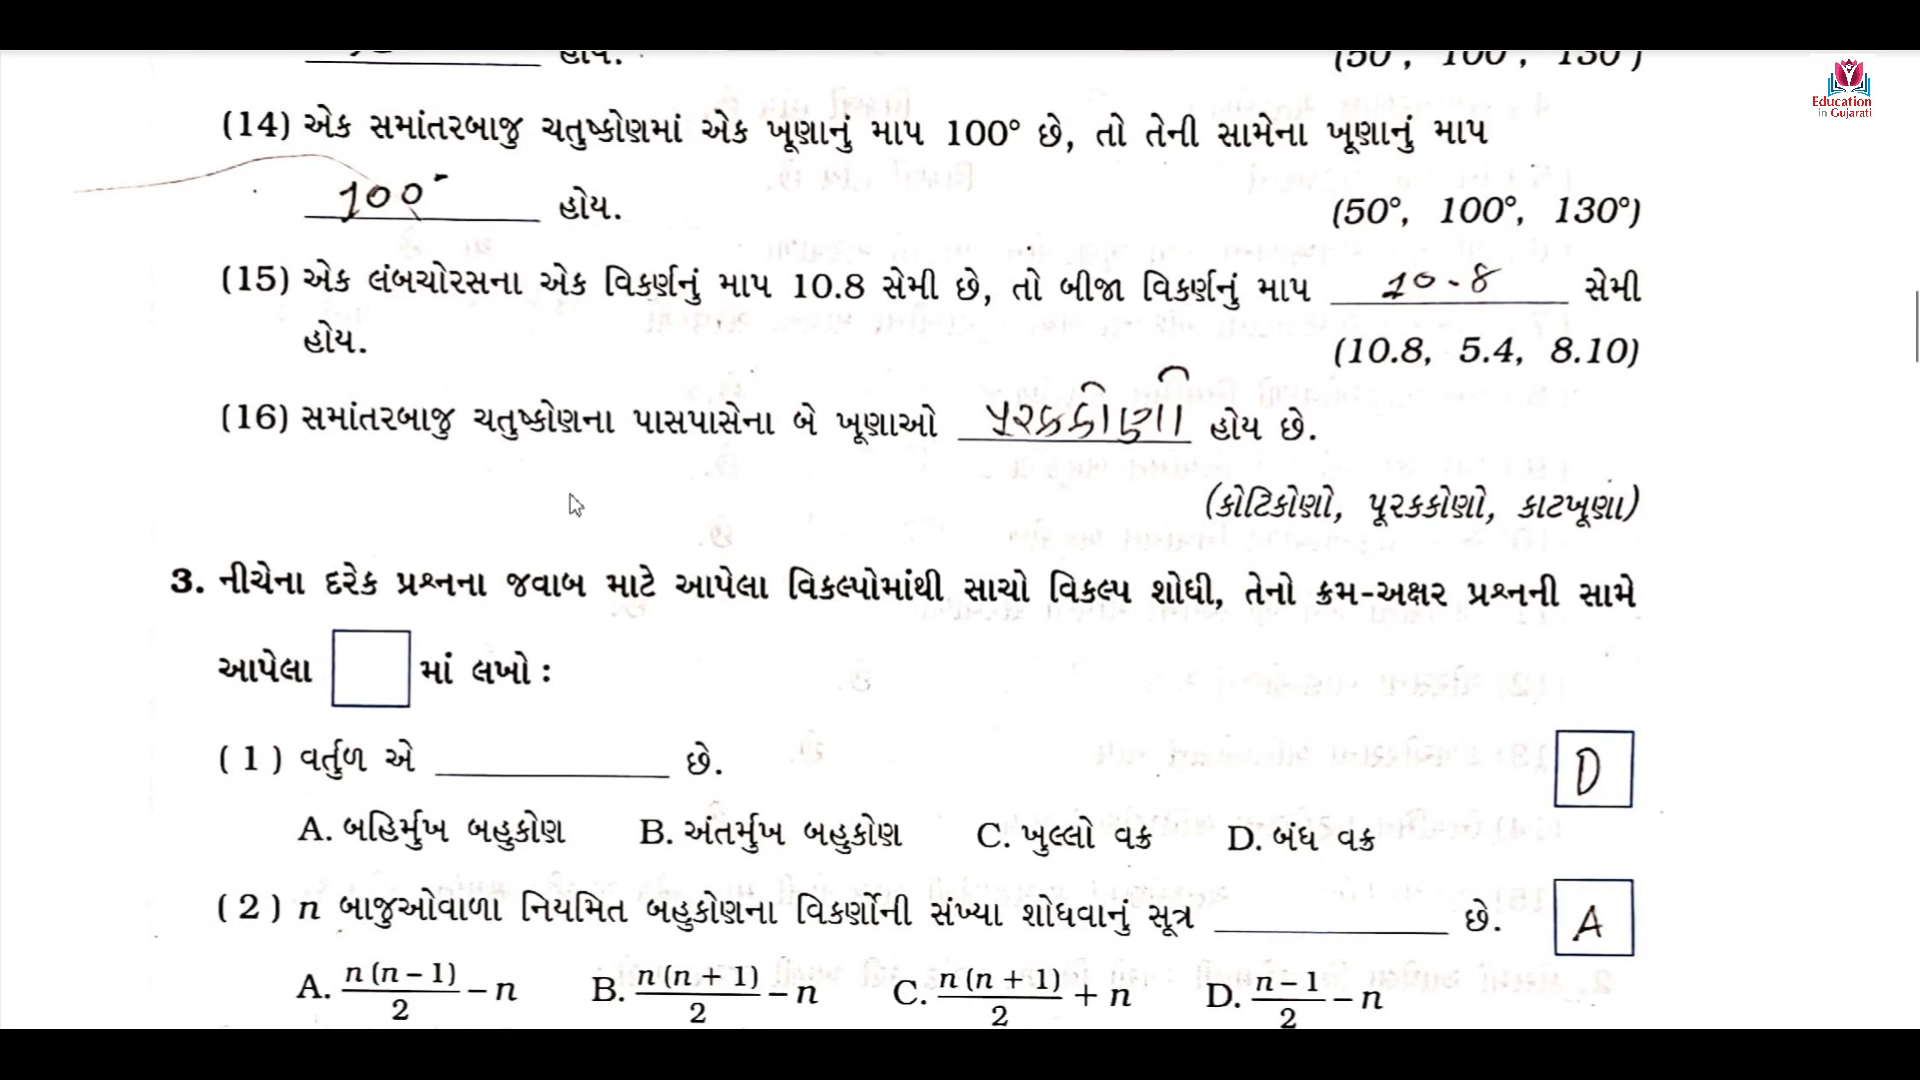 હોય. (50°, 100°, 130°)
Education
in Gujarati
(14) એક સમાંતરબાજુ ચતુષ્કોણમાં એક ખૂણાનું માપ 100° છે, તો તેની સામેના ખૂણાનું માપ
100° હોય. (50°, 100°, 130°)
(15) એક લંબચોરસના એક વિકર્ણનું માપ 10.8 સેમી છે, તો બીજા વિકર્ણનું માપ 10.8 સેમી
હોય. (10.8, 5.4, 8.10)
(16) સમાંતરબાજુ ચતુષ્કોણના પાસપાસેના બે ખૂણાઓ પુરકકોણો હોય છે.
(કોટિકોણો, પૂરકકોણો, કાટખૂણા)
3. નીચેના દરેક પ્રશ્નના જવાબ માટે આપેલા વિકલ્પોમાંથી સાચો વિકલ્પ શોધી, તેનો ક્રમ-અક્ષર પ્રશ્નની સામે
આપેલા માં લખો :
( 1 ) વર્તુળ એ ________ છે. D
A. બહિર્મુખ બહુકોણ B. અંતર્મુખ બહુકોણ C. ખુલ્લો વક્ર D. બંધ વક્ર
( 2 ) n બાજુઓવાળા નિયમિત બહુકોણના વિકર્ણોની સંખ્યા શોધવાનું સૂત્ર ________ છે. A
A. n(n – 1)/2 – n B. n(n + 1)/2 – n C. n(n + 1)/2 + n D. n – 1/2 – n